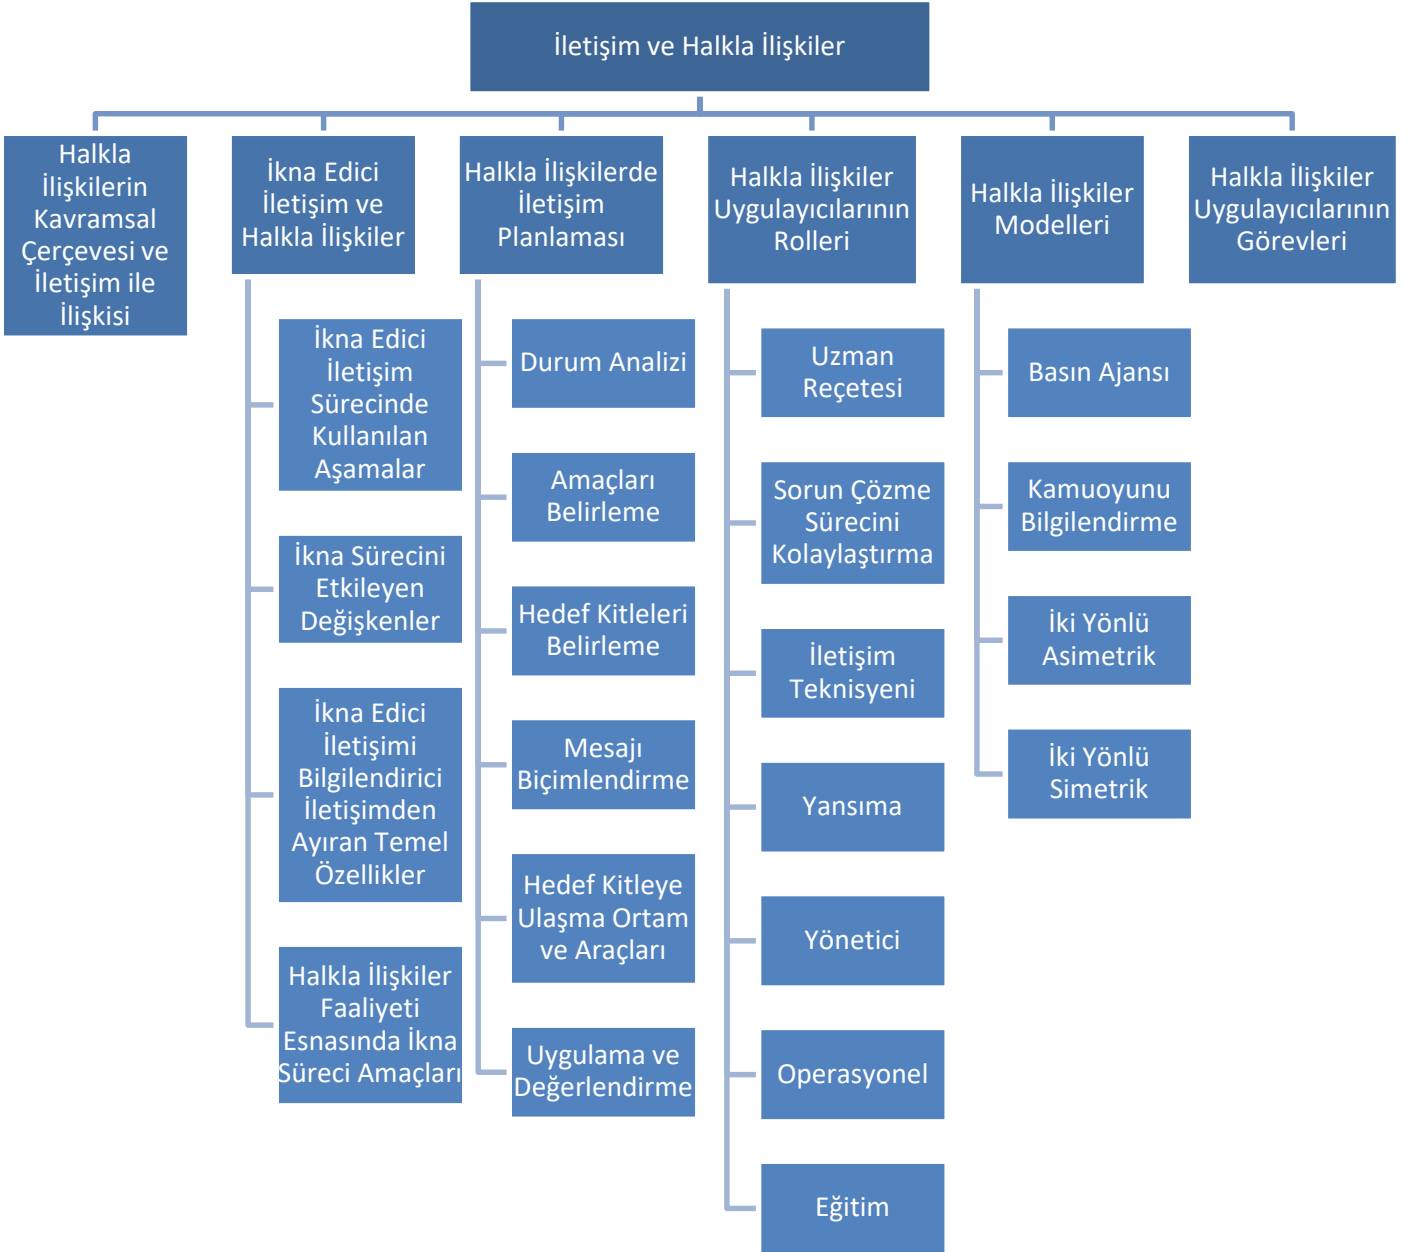 İletişim ve Halkla İlişkiler
Halkla
İlişkilerin
Kavramsal
Çerçevesi ve
İletişim ile
İlişkisi
İkna Edici
İletişim ve
Halkla İlişkiler
İkna Edici
İletişim
Sürecinde
Kullanılan
Aşamalar
İkna Sürecini
Etkileyen
Değişkenler
İkna Edici
İletişimi
Bilgilendirici
İletişimden
Ayıran Temel
Özellikler
Halkla İlişkiler
Faaliyeti
Esnasında İkna
Süreci Amaçları
Halkla İlişkilerde
İletişim
Planlaması
Durum Analizi
Amaçları
Belirleme
Hedef Kitleleri
Belirleme
Mesajı
Biçimlendirme
Hedef Kitleye
Ulaşma Ortam
ve Araçları
Uygulama ve
Değerlendirme
Halkla İlişkiler
Uygulayıcılarının
Rolleri
Uzman
Reçetesi
Sorun Çözme
Sürecini
Kolaylaştırma
İletişim
Teknisyeni
Yansıma
Yönetici
Operasyonel
Eğitim
Halkla İlişkiler
Modelleri
Basın Ajansı
Kamuoyunu
Bilgilendirme
İki Yönlü
Asimetrik
İki Yönlü
Simetrik
Halkla İlişkiler
Uygulayıcılarının
Görevleri